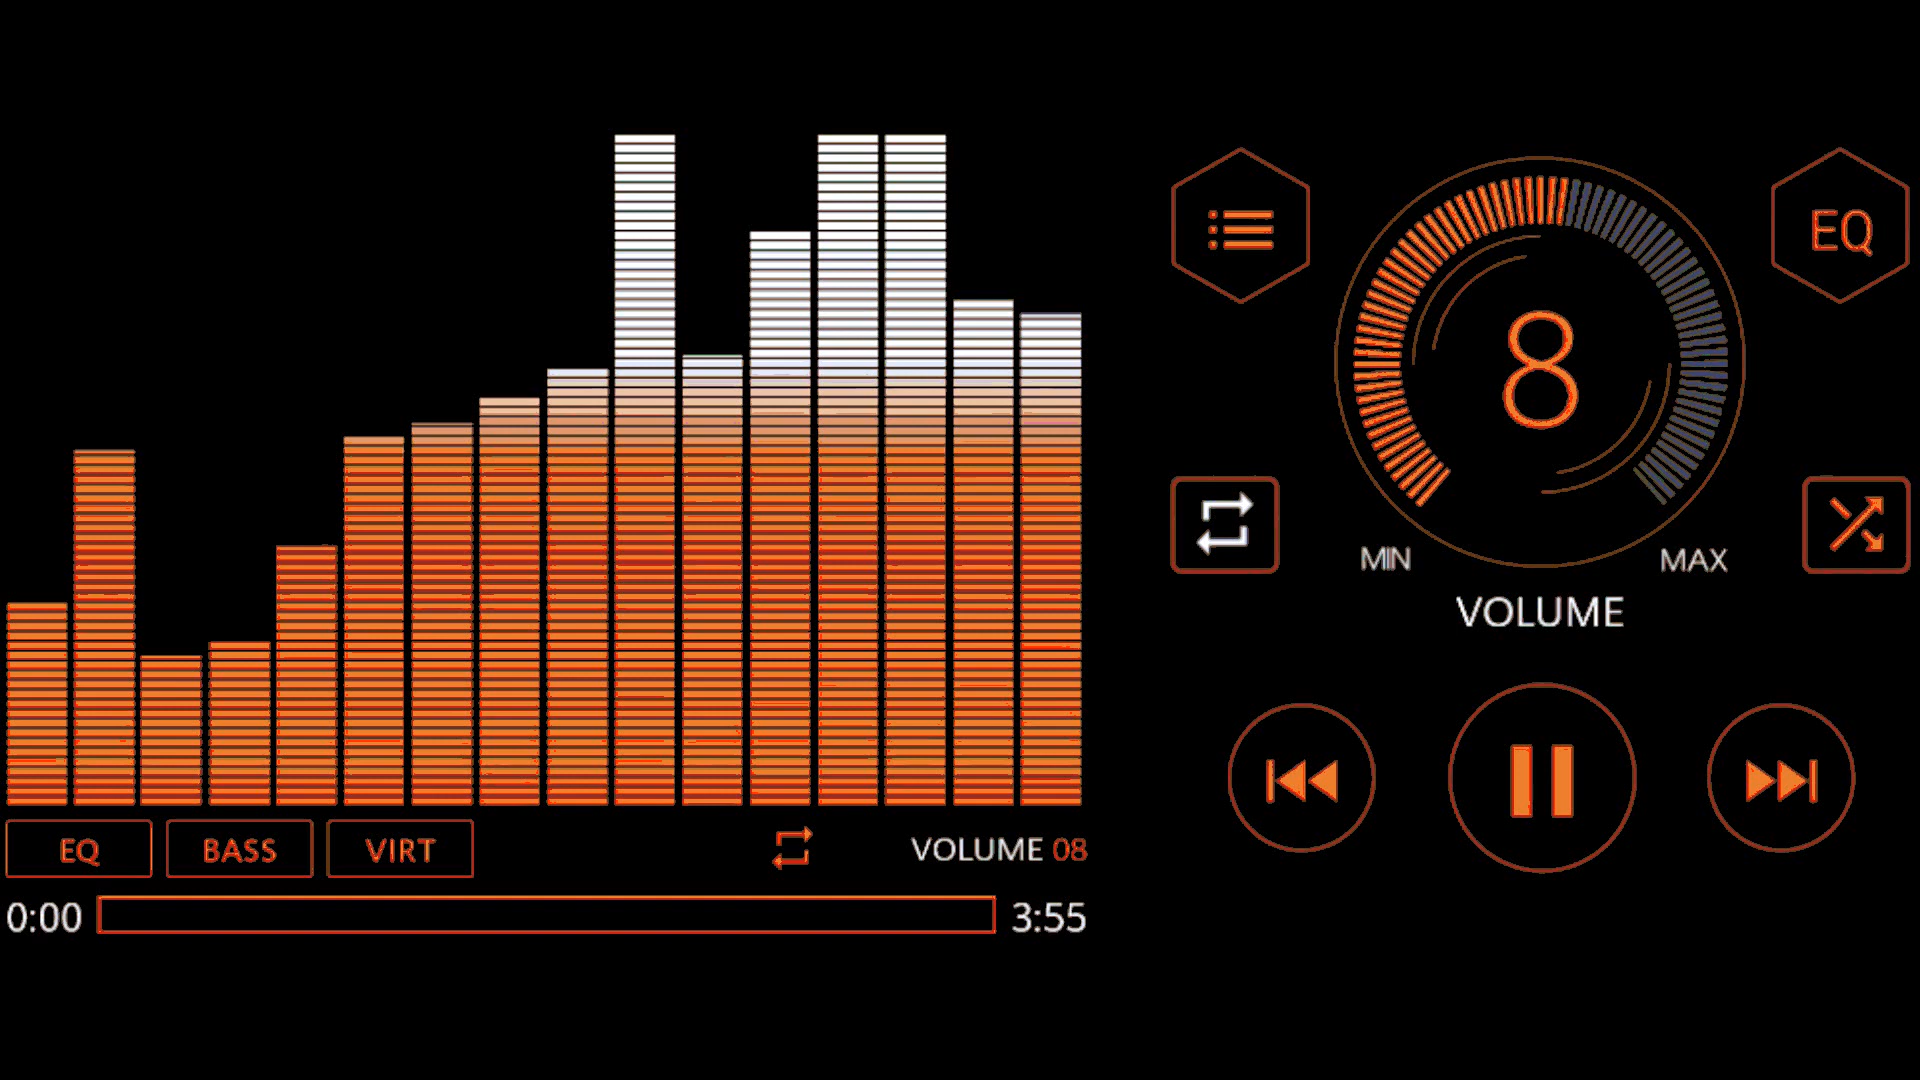 EQ
8
MIN MAX
VOLUME
EQ BASS VIRT VOLUME 08
0:00 3:55